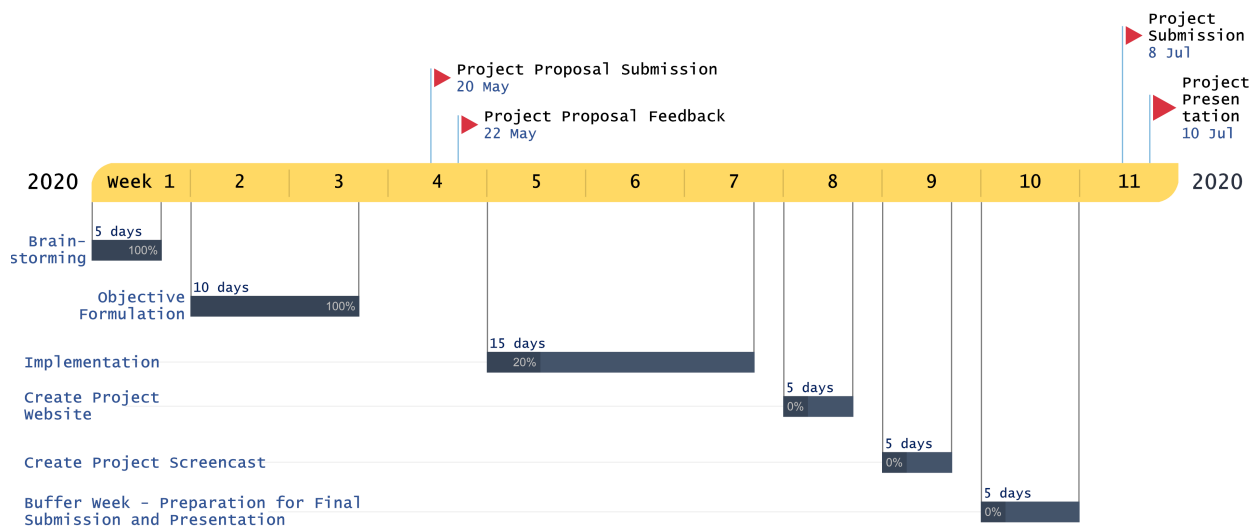 Project
Submission
8 Jul
Project Proposal Submission
20 May
Project
Presen
tation
10 Jul
Project Proposal Feedback
22 May
2020 Week 1 2 3 4 5 6 7 8 9 10 11 2020
5 days
Brain-
storming
100%
10 days
Objective
Formulation
100%
15 days
Implementation
20%
5 days
Create Project
Website
0%
5 days
Create Project Screencast
0%
5 days
Buffer Week – Preparation for Final
Submission and Presentation
0%